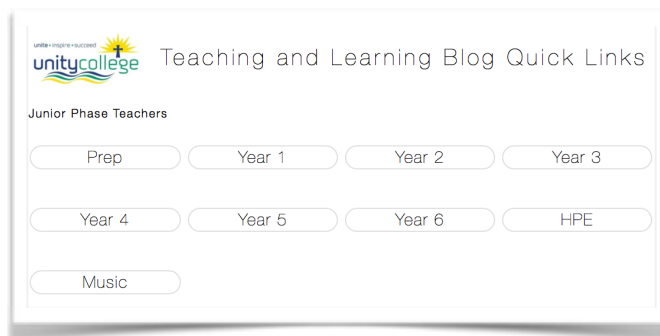 unite • inspire • succeed
unitycollege
Teaching and Learning Blog Quick Links
Junior Phase Teachers
Prep Year 1 Year 2 Year 3
Year 4 Year 5 Year 6 HPE
Music